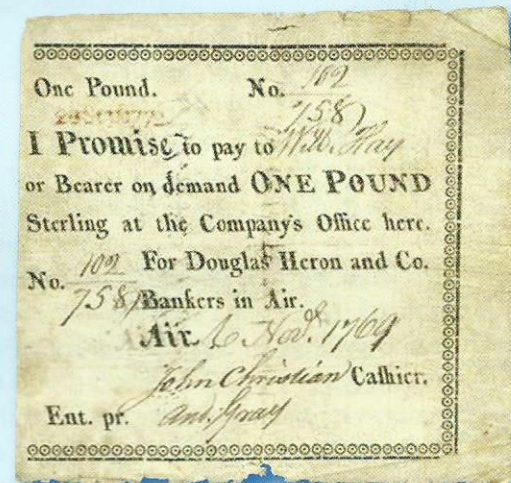 One Pound. No. 102
758
I Promise to pay to Will. Hay
or Bearer on demand ONE POUND
Sterling at the Company's Office here.
No. 102 For Douglas Heron and Co.
758 Bankers in Air.
Air 6 Nov. 1769
John Christian Cashier.
Ent. pr. And. Gray